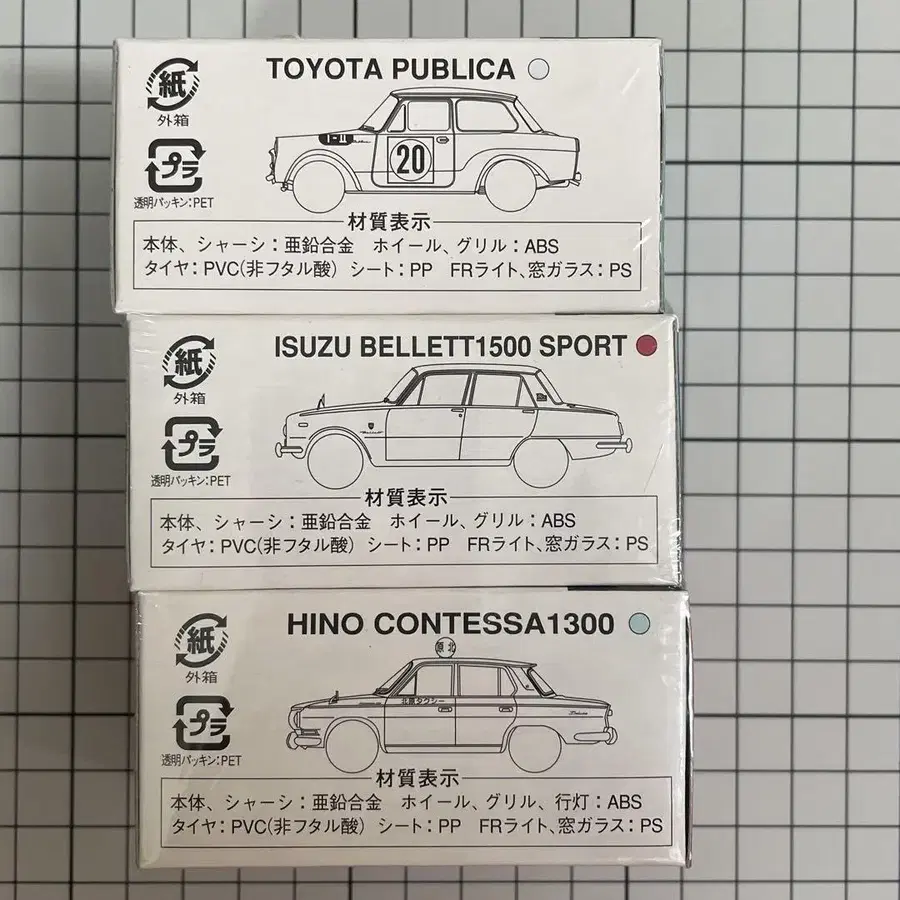 TOYOTA PUBLICA
紙
外箱
20
プラ
透明パッキン:PET
材質表示
本体、シャーシ:亜鉛合金 ホイール、グリル:ABS
タイヤ:PVC(非フタル酸) シート:PP FRライト、窓ガラス:PS
ISUZU BELLETT1500 SPORT
紙
外箱
プラ
透明パッキン:PET
材質表示
本体、シャーシ:亜鉛合金 ホイール、グリル:ABS
タイヤ:PVC(非フタル酸) シート:PP FRライト、窓ガラス:PS
HINO CONTESSA1300
紙
外箱
原北
北原タクシー
プラ
透明パッキン:PET
材質表示
本体、シャーシ:亜鉛合金 ホイール、グリル、行灯:ABS
タイヤ:PVC(非フタル酸) シート:PP FRライト、窓ガラス:PS